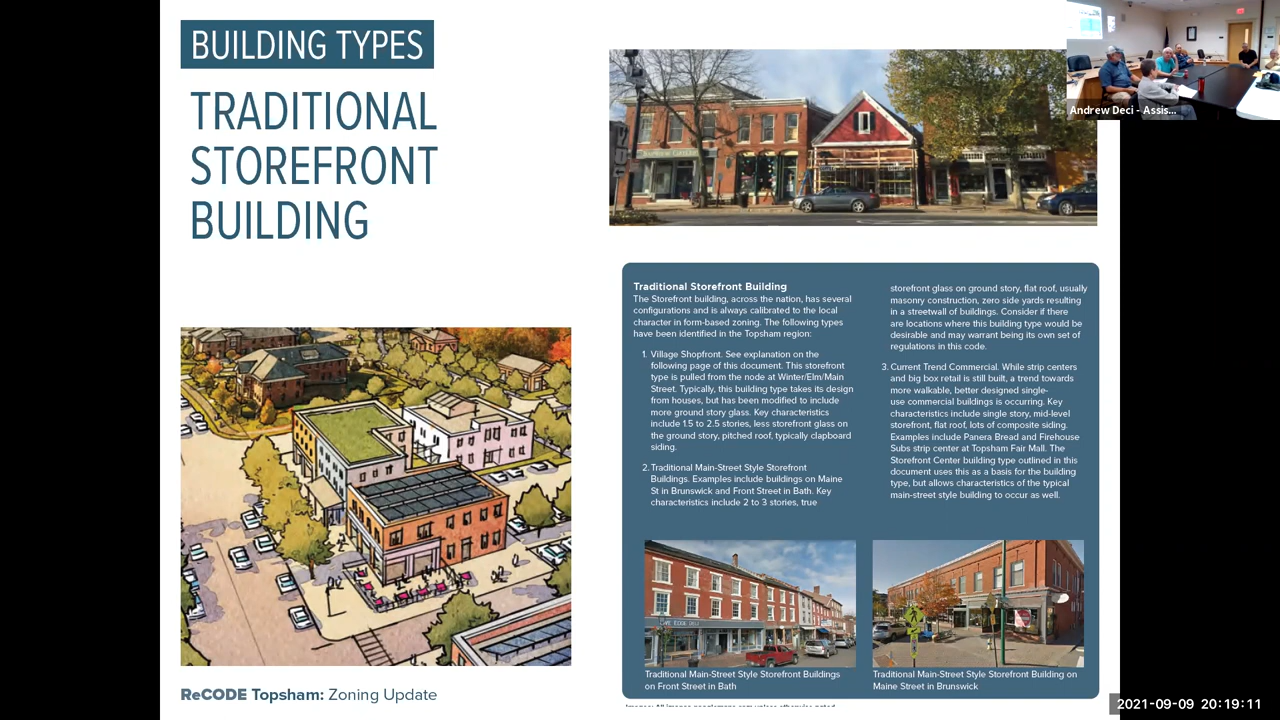 BUILDING TYPES
TRADITIONAL
STOREFRONT
BUILDING
Andrew Deci - Assis...
Traditional Storefront Building
The Storefront building, across the nation, has several
configurations and is always calibrated to the local
character in form-based zoning. The following types
have been identified in the Topsham region:
1. Village Shopfront. See explanation on the
following page of this document. This storefront
type is pulled from the node at Winter/Elm/Main
Street. Typically, this building type takes its design
from houses, but has been modified to include
more ground story glass. Key characteristics
include 1.5 to 2.5 stories, less storefront glass on
the ground story, pitched roof, typically clapboard
siding.
2. Traditional Main-Street Style Storefront
Buildings. Examples include buildings on Maine
St in Brunswick and Front Street in Bath. Key
characteristics include 2 to 3 stories, true
storefront glass on ground story, flat roof, usually
masonry construction, zero side yards resulting
in a streetwall of buildings. Consider if there
are locations where this building type would be
desirable and may warrant being its own set of
regulations in this code.
3. Current Trend Commercial. While strip centers
and big box retail is still built, a trend towards
more walkable, better designed single-
use commercial buildings is occurring. Key
characteristics include single story, mid-level
storefront, flat roof, lots of composite siding.
Examples include Panera Bread and Firehouse
Subs strip center at Topsham Fair Mall. The
Storefront Center building type outlined in this
document uses this as a basis for the building
type, but allows characteristics of the typical
main-street style building to occur as well.
Traditional Main-Street Style Storefront Buildings
on Front Street in Bath
Traditional Main-Street Style Storefront Building on
Maine Street in Brunswick
ReCODE Topsham: Zoning Update
2021-09-09 20:19:11